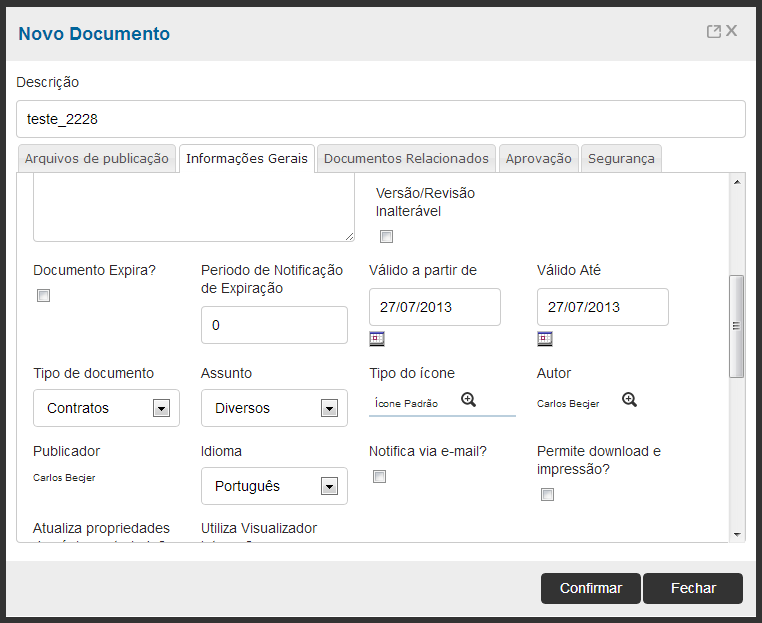 Novo Documento
Descrição
teste_2228
Arquivos de publicação Informações Gerais Documentos Relacionados Aprovação Segurança
Versão/Revisão
Inalterável
Documento Expira? Periodo de Notificação Válido a partir de Válido Até
de Expiração
27/07/2013 27/07/2013
0
Tipo de documento Assunto Tipo do ícone Autor
Contratos Diversos Ícone Padrão Carlos Becjer
Publicador Idioma Notifica via e-mail? Permite download e
impressão?
Carlos Becjer
Português
Atualiza propriedades Utiliza Visualizador
Confirmar Fechar